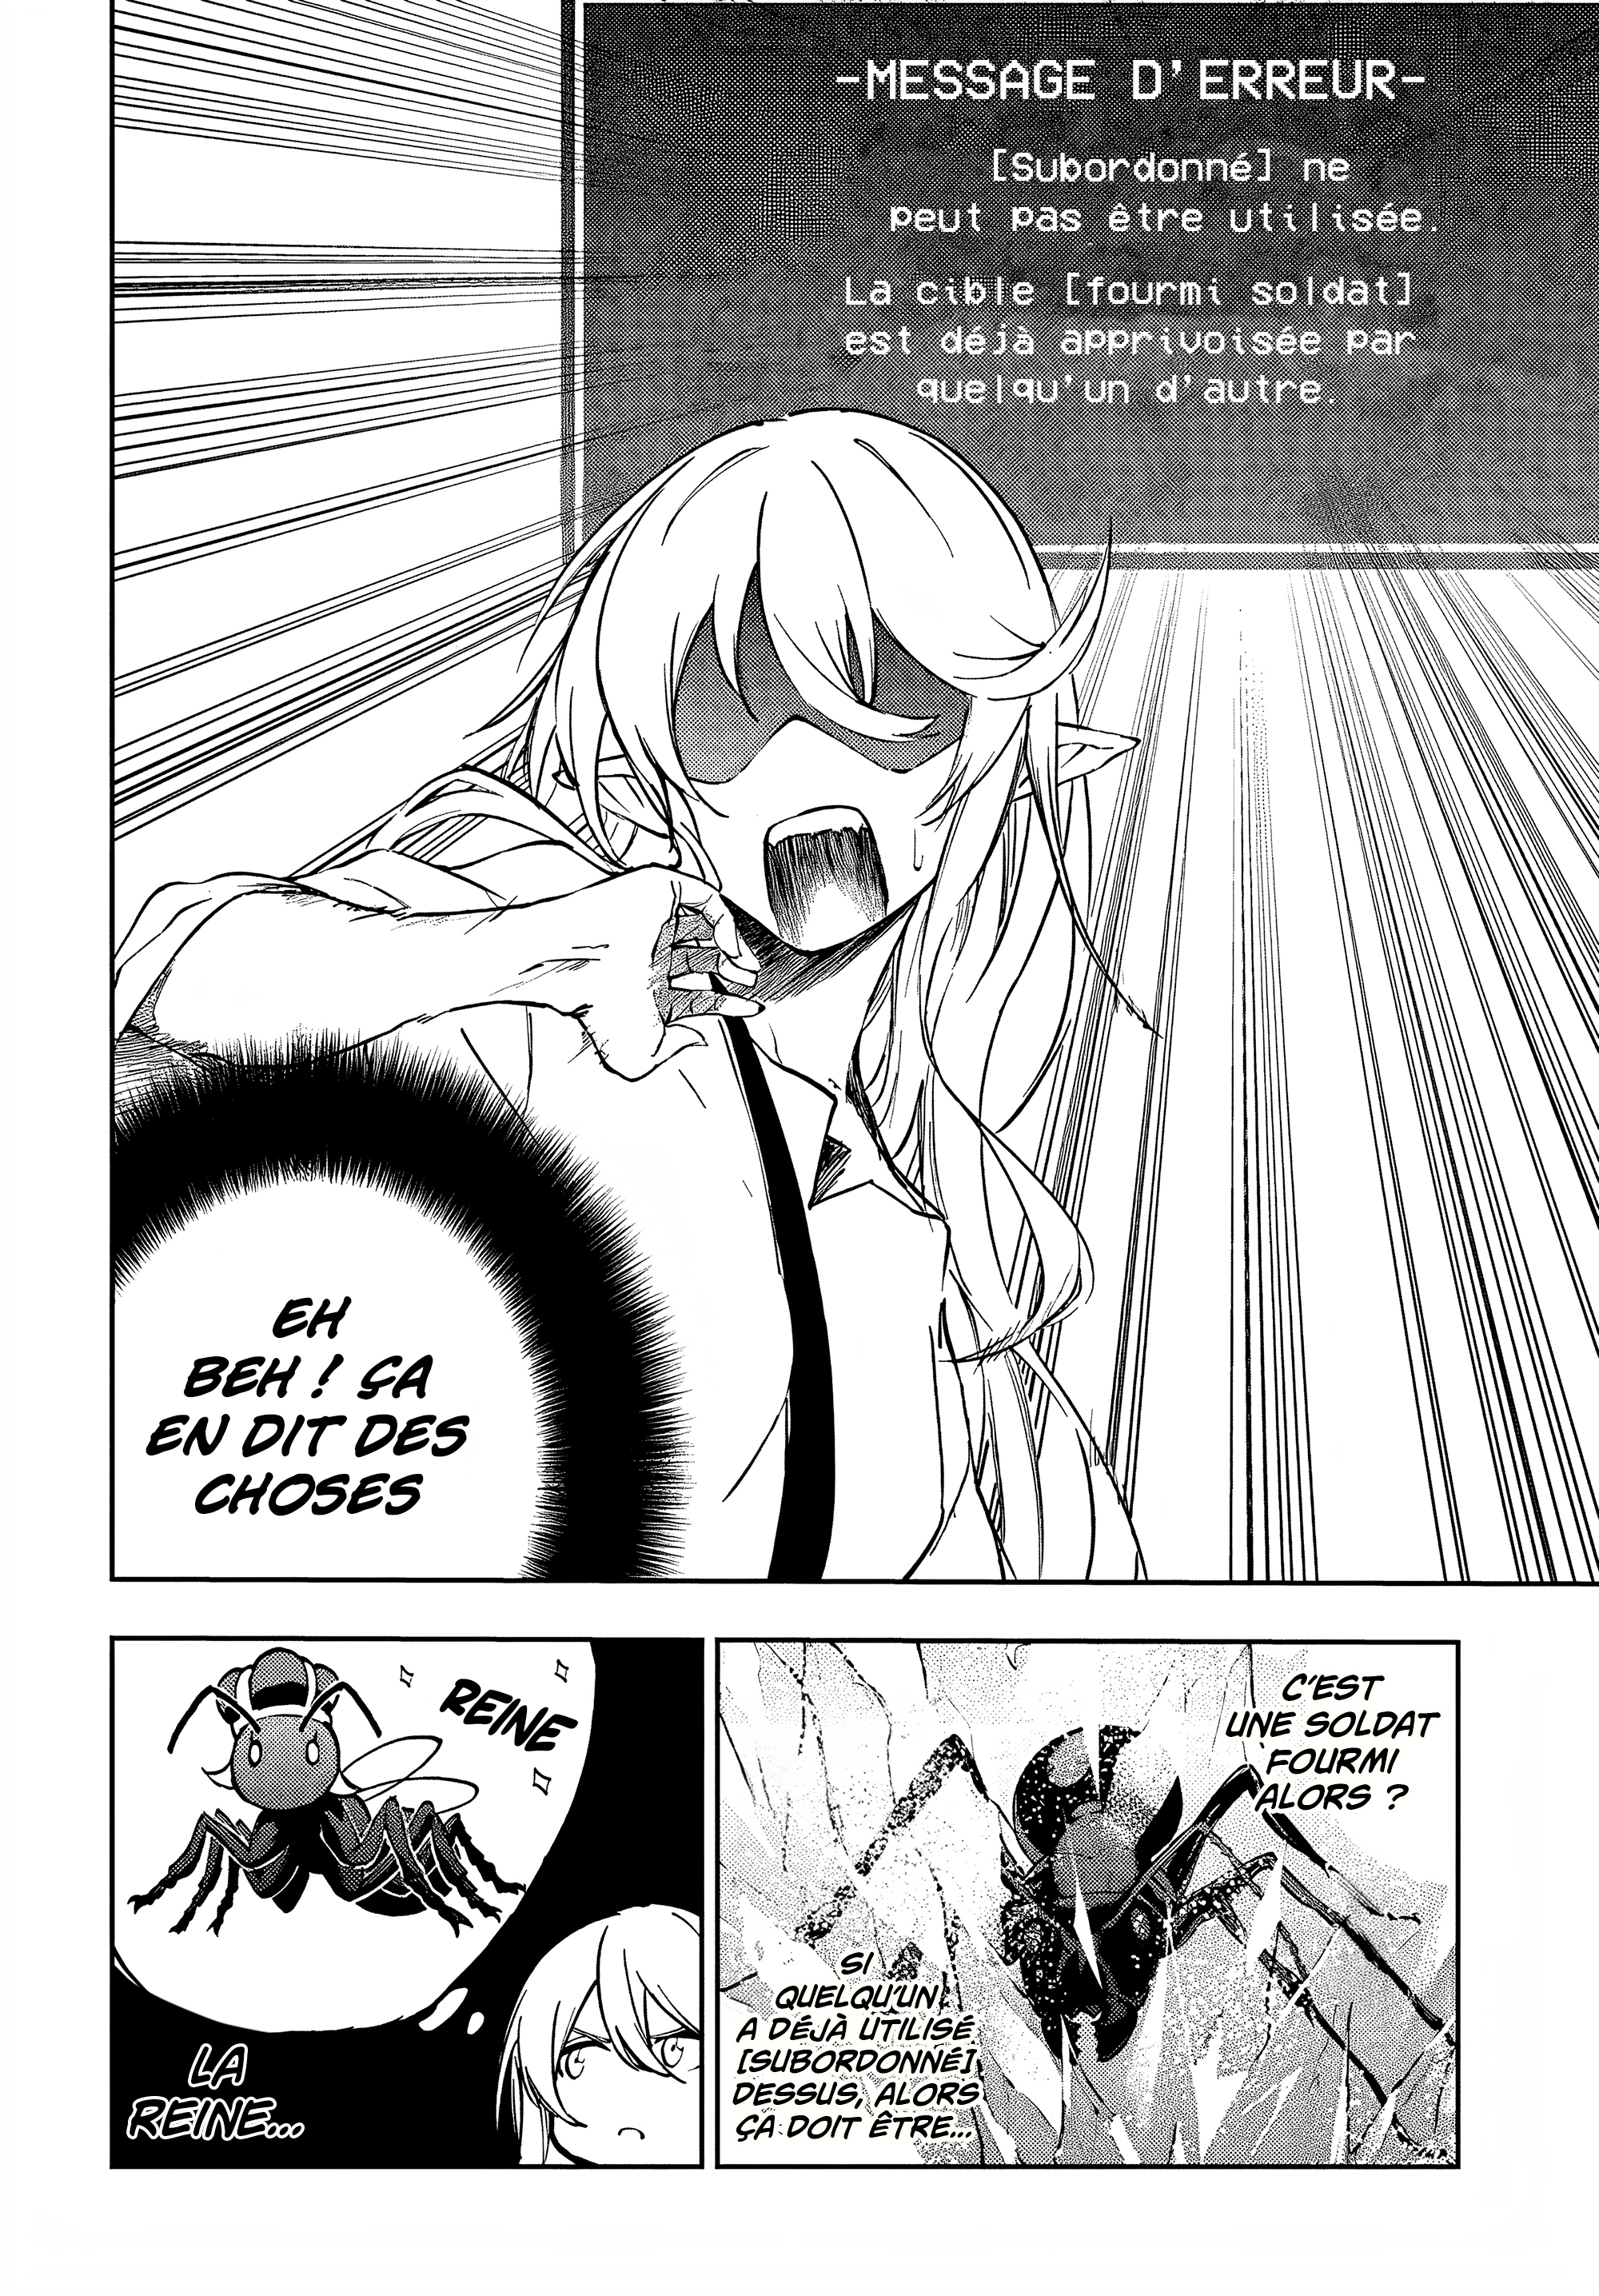 -MESSAGE D'ERREUR-
[Subordonné] ne
peut pas être utilisée.
La cible [fourmi soldat]
est déjà apprivoisée par
quelqu'un d'autre.
EH
BEH ! ÇA
EN DIT DES
CHOSES
C'EST
UNE SOLDAT
FOURMI
ALORS ?
SI
QUELQU'UN
A DÉJÀ UTILISÉ
[SUBORDONNÉ]
DESSUS, ALORS
ÇA DOIT ÊTRE...
REINE
LA
REINE...